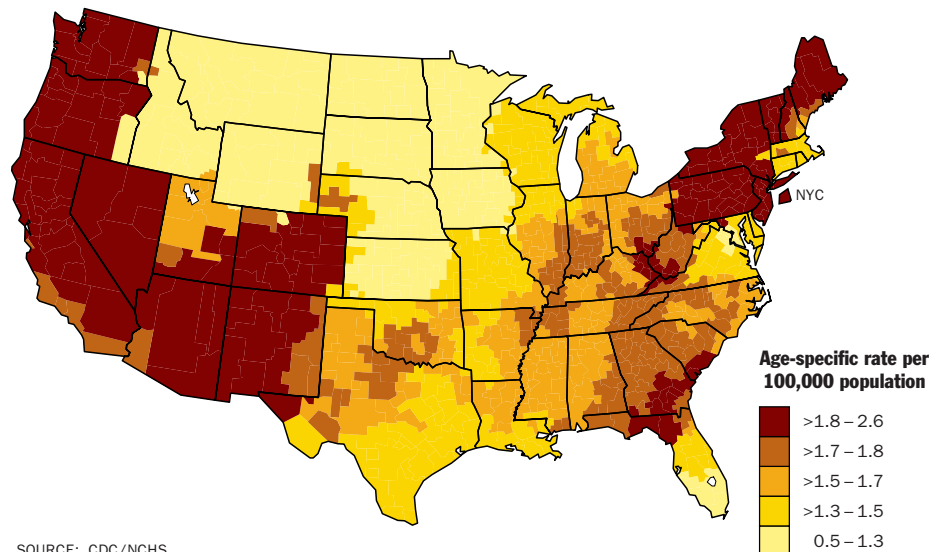 NYC
Age-specific rate per
100,000 population
>1.8–2.6
>1.7–1.8
>1.5–1.7
>1.3–1.5
0.5–1.3
SOURCE: CDC/NCHS